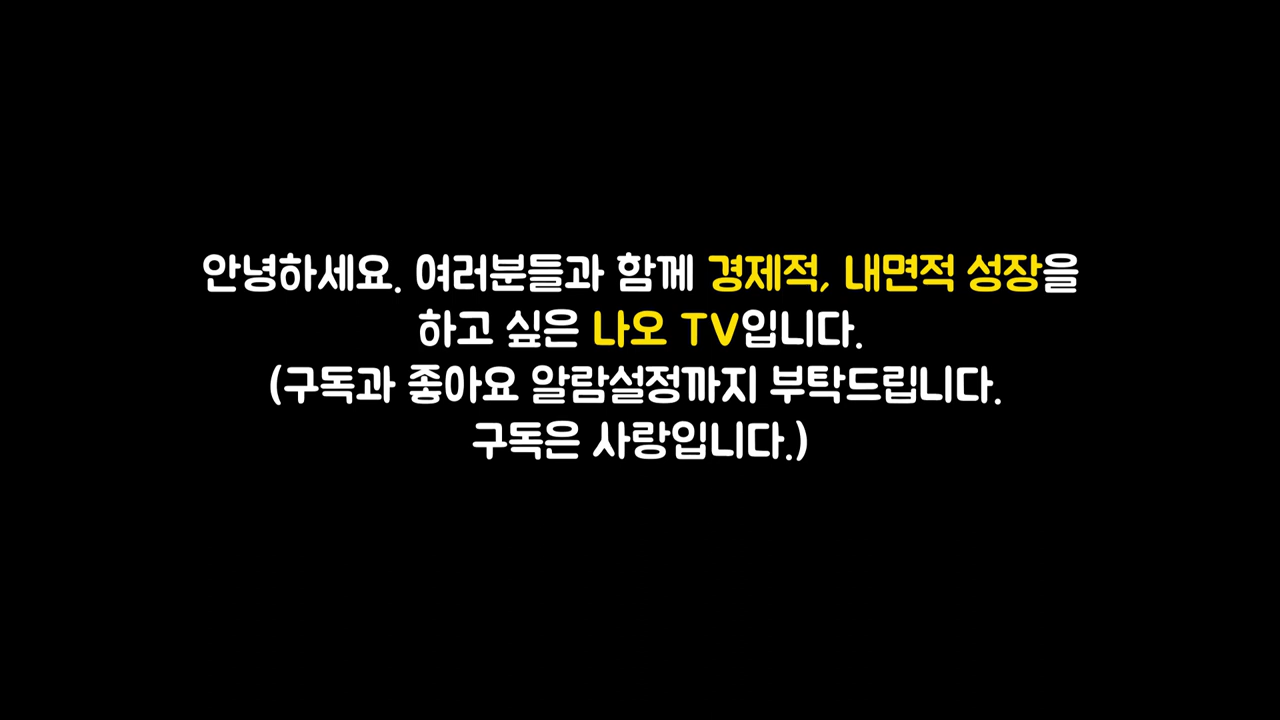 안녕하세요. 여러분들과 함께 경제적, 내면적 성장을
하고 싶은 나오 TV입니다.
(구독과 좋아요 알람설정까지 부탁드립니다.
구독은 사랑입니다.)